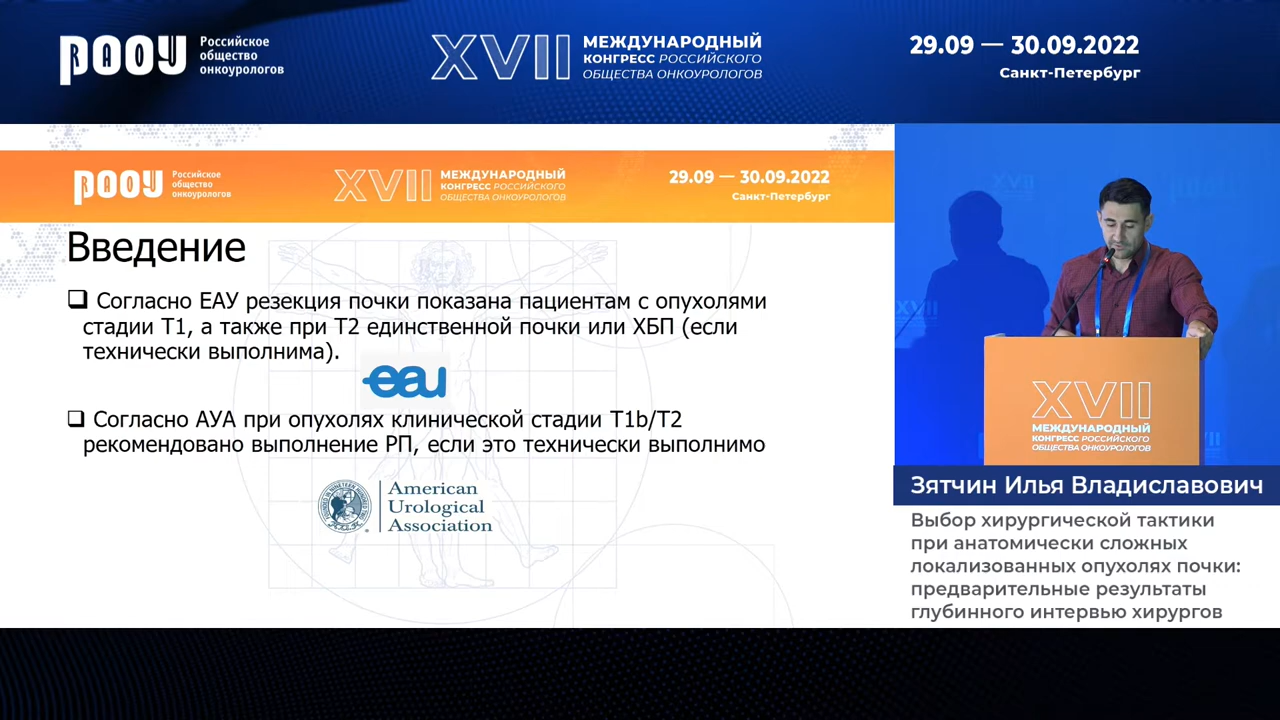 РАОУ
Российское
общество
онкоурологов
XVII
МЕЖДУНАРОДНЫЙ
КОНГРЕСС РОССИЙСКОГО
ОБЩЕСТВА ОНКОУРОЛОГОВ
29.09 — 30.09.2022
Санкт-Петербург
РАОУ
Российское
общество
онкоурологов
XVII
МЕЖДУНАРОДНЫЙ
КОНГРЕСС РОССИЙСКОГО
ОБЩЕСТВА ОНКОУРОЛОГОВ
29.09 — 30.09.2022
Санкт-Петербург
Введение
Согласно ЕАУ резекция почки показана пациентам с опухолями
стадии Т1, а также при Т2 единственной почки или ХБП (если
технически выполнима).
eau
Согласно АУА при опухолях клинической стадии T1b/T2
рекомендовано выполнение РП, если это технически выполнимо
American
Urological
Association
XVII
МЕЖДУНАРОДНЫЙ
КОНГРЕСС РОССИЙСКОГО
ОБЩЕСТВА ОНКОУРОЛОГОВ
Зятчин Илья Владиславович
Выбор хирургической тактики
при анатомически сложных
локализованных опухолях почки:
предварительные результаты
глубинного интервью хирургов